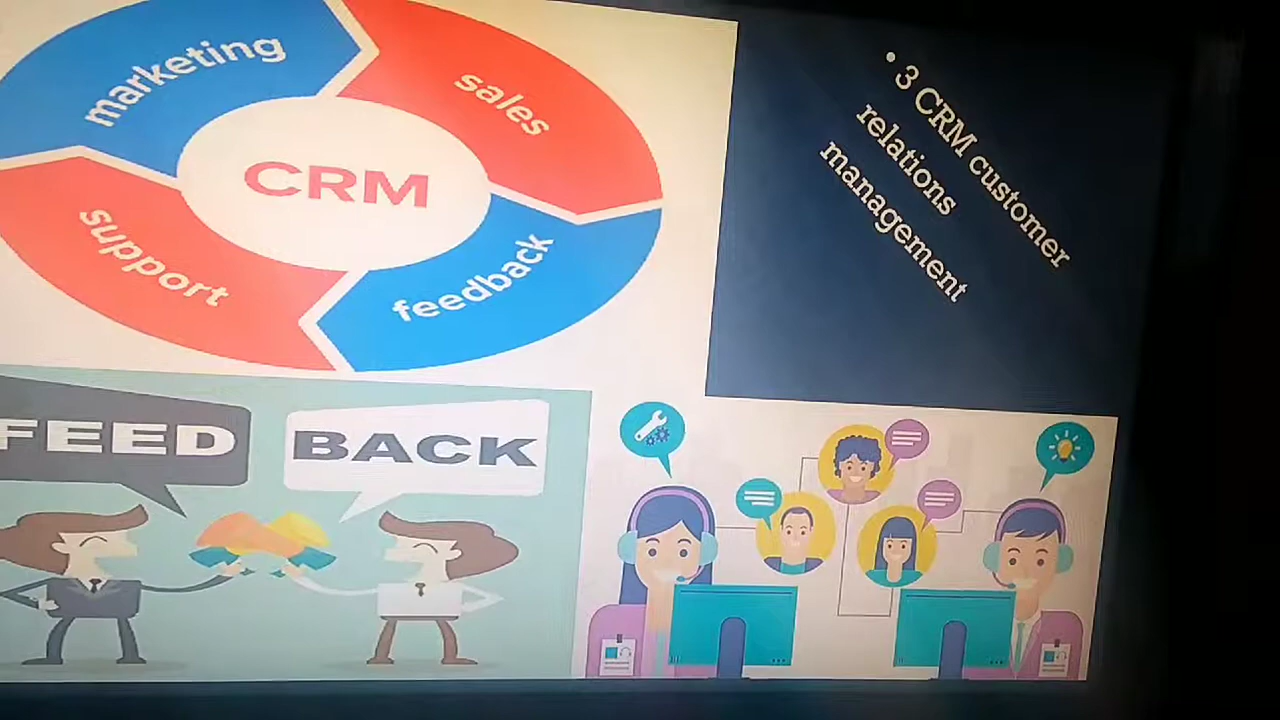 marketing
sales
CRM
support
feedback
• 3 CRM customer
relations
management
FEED
BACK